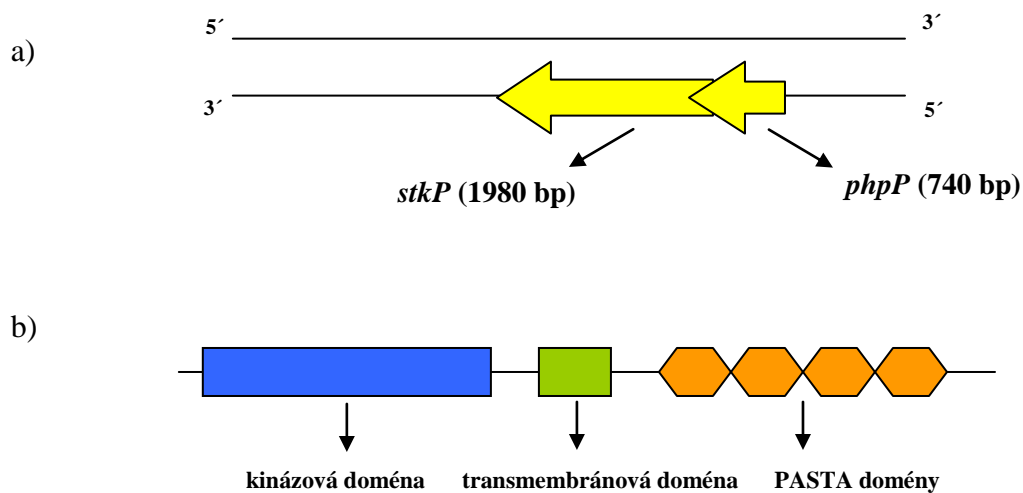 a)
5´ 3´
3´ 5´
stkP (1980 bp) phpP (740 bp)
b)
kinázová doména transmembránová doména PASTA domény